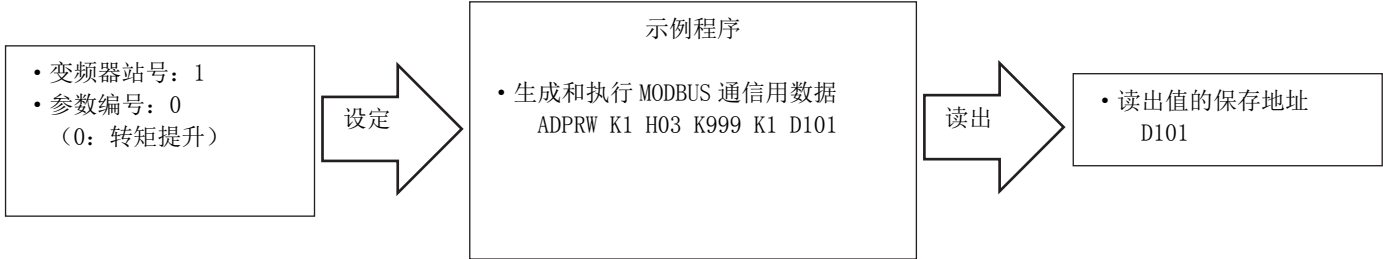 ・变频器站号：1
・参数编号：0
（0：转矩提升）
设定
示例程序
・生成和执行 MODBUS 通信用数据
ADPRW K1 H03 K999 K1 D101
读出
・读出值的保存地址
D101